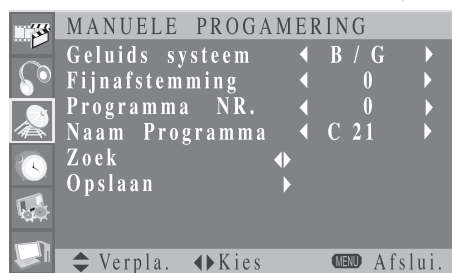 MANUELE PROGAMERING
Geluids systeem B / G
Fijnafstemming 0
Programma NR. 0
Naam Programma C 21
Zoek
Opslaan
Verpla. Kies MENU Afslui.